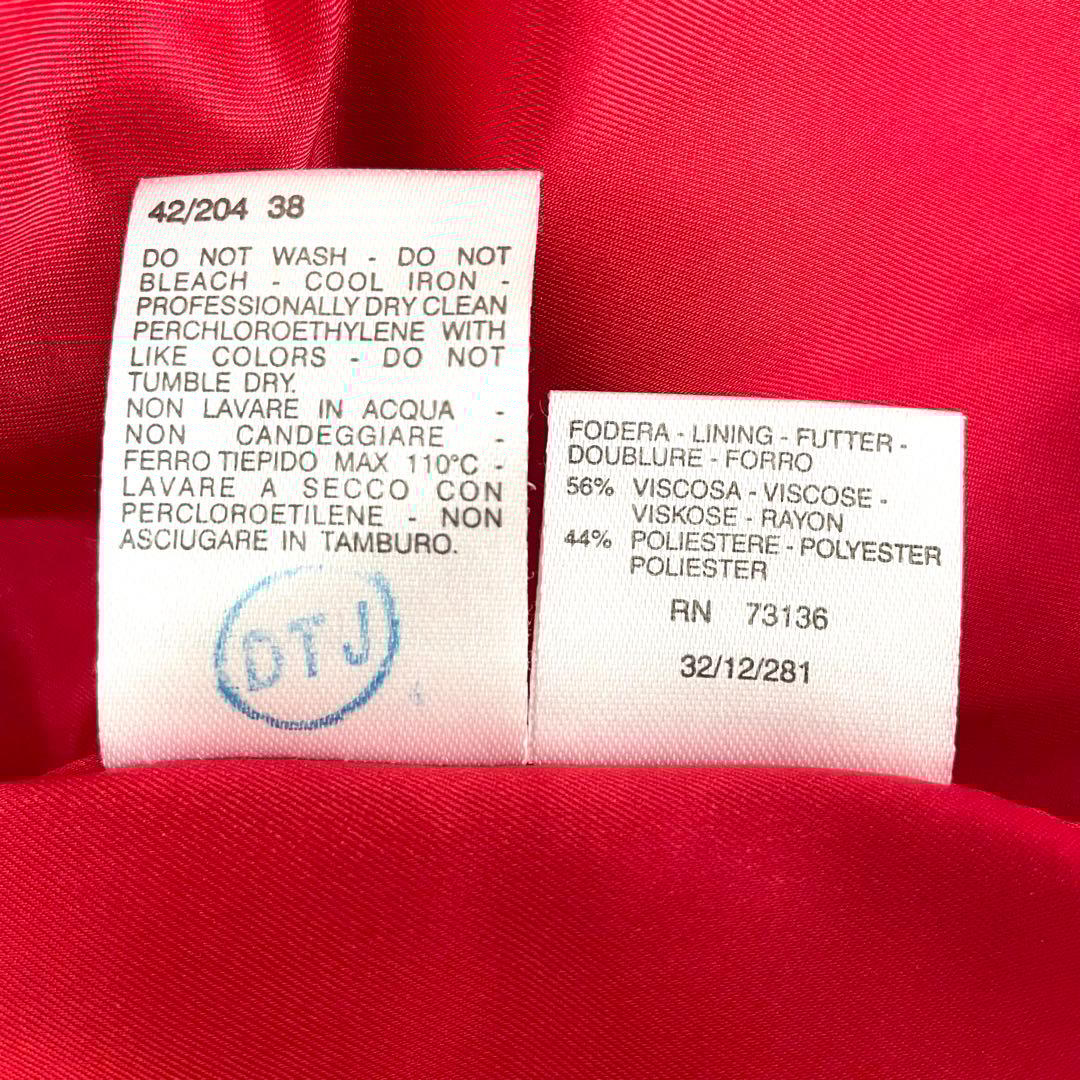 42/204 38
DO NOT WASH - DO NOT
BLEACH - COOL IRON -
PROFESSIONALLY DRY CLEAN
PERCHLOROETHYLENE WITH
LIKE COLORS - DO NOT
TUMBLE DRY.
NON LAVARE IN ACQUA -
NON CANDEGGIARE -
FERRO TIEPIDO MAX 110°C -
LAVARE A SECCO CON
PERCLOROETILENE - NON
ASCIUGARE IN TAMBURO.
DTJ
4
FODERA - LINING - FUTTER -
DOUBLURE - FORRO
56% VISCOSA - VISCOSE -
VISKOSE - RAYON
44% POLIESTERE - POLYESTER
POLIESTER
RN 73136
32/12/281